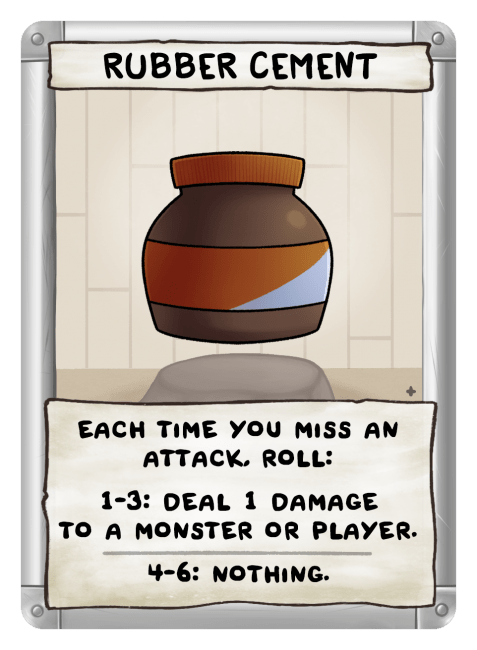 RUBBER CEMENT
EACH TIME YOU MISS AN
ATTACK, ROLL:
1-3: DEAL 1 DAMAGE
TO A MONSTER OR PLAYER.
4-6: NOTHING.